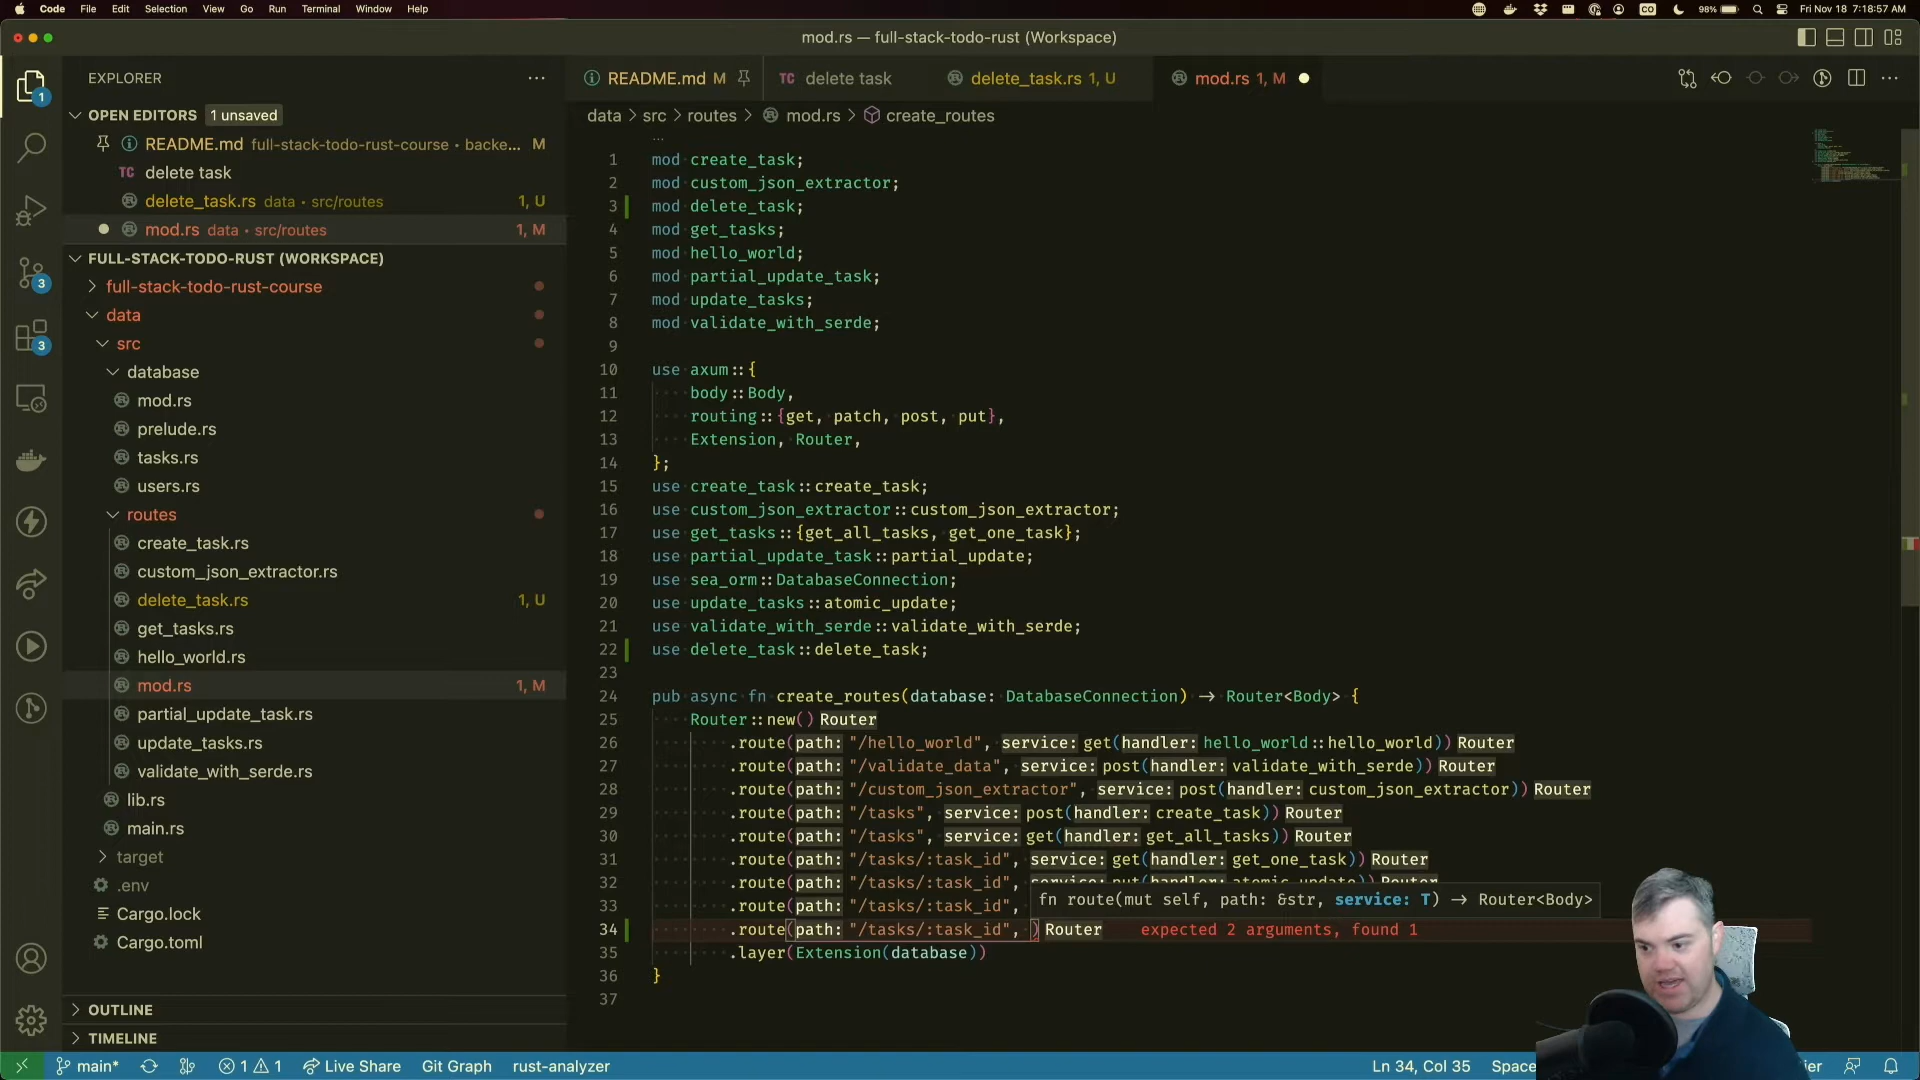 Code File Edit Selection View Go Run Terminal Window Help
CO 98% Fri Nov 18 7:18:57 AM
mod.rs — full-stack-todo-rust (Workspace)
EXPLORER
OPEN EDITORS 1 unsaved
README.md full-stack-todo-rust-course • backe... M
TC delete task
delete_task.rs data • src/routes 1, U
mod.rs data • src/routes 1, M
FULL-STACK-TODO-RUST (WORKSPACE)
full-stack-todo-rust-course
data
src
database
mod.rs
prelude.rs
tasks.rs
users.rs
routes
create_task.rs
custom_json_extractor.rs
delete_task.rs 1, U
get_tasks.rs
hello_world.rs
mod.rs 1, M
partial_update_task.rs
update_tasks.rs
validate_with_serde.rs
lib.rs
main.rs
target
.env
Cargo.lock
Cargo.toml
OUTLINE
TIMELINE
1
3
3
README.md M TC delete task delete_task.rs 1, U mod.rs 1, M
data > src > routes > mod.rs > create_routes
1 mod create_task;
2 mod custom_json_extractor;
3 mod delete_task;
4 mod get_tasks;
5 mod hello_world;
6 mod partial_update_task;
7 mod update_tasks;
8 mod validate_with_serde;
9
10 use axum::{
11 body::Body,
12 routing::{get, patch, post, put},
13 Extension, Router,
14 };
15 use create_task::create_task;
16 use custom_json_extractor::custom_json_extractor;
17 use get_tasks::{get_all_tasks, get_one_task};
18 use partial_update_task::partial_update;
19 use sea_orm::DatabaseConnection;
20 use update_tasks::atomic_update;
21 use validate_with_serde::validate_with_serde;
22 use delete_task::delete_task;
23
24 pub async fn create_routes(database: DatabaseConnection) -> Router<Body> {
25 Router::new() Router
26 .route(path: "/hello_world", service: get(handler: hello_world::hello_world)) Router
27 .route(path: "/validate_data", service: post(handler: validate_with_serde)) Router
28 .route(path: "/custom_json_extractor", service: post(handler: custom_json_extractor)) Router
29 .route(path: "/tasks", service: post(handler: create_task)) Router
30 .route(path: "/tasks", service: get(handler: get_all_tasks)) Router
31 .route(path: "/tasks/:task_id", service: get(handler: get_one_task)) Router
32 .route(path: "/tasks/:task_id", service: put(handler: atomic_update)) Router
fn route(mut self, path: &str, service: T) -> Router<Body>
33 .route(path: "/tasks/:task_id",
34 .route(path: "/tasks/:task_id", ) Router expected 2 arguments, found 1
35 .layer(Extension(database))
36 }
37
main* 1 1 Live Share Git Graph rust-analyzer Ln 34, Col 35